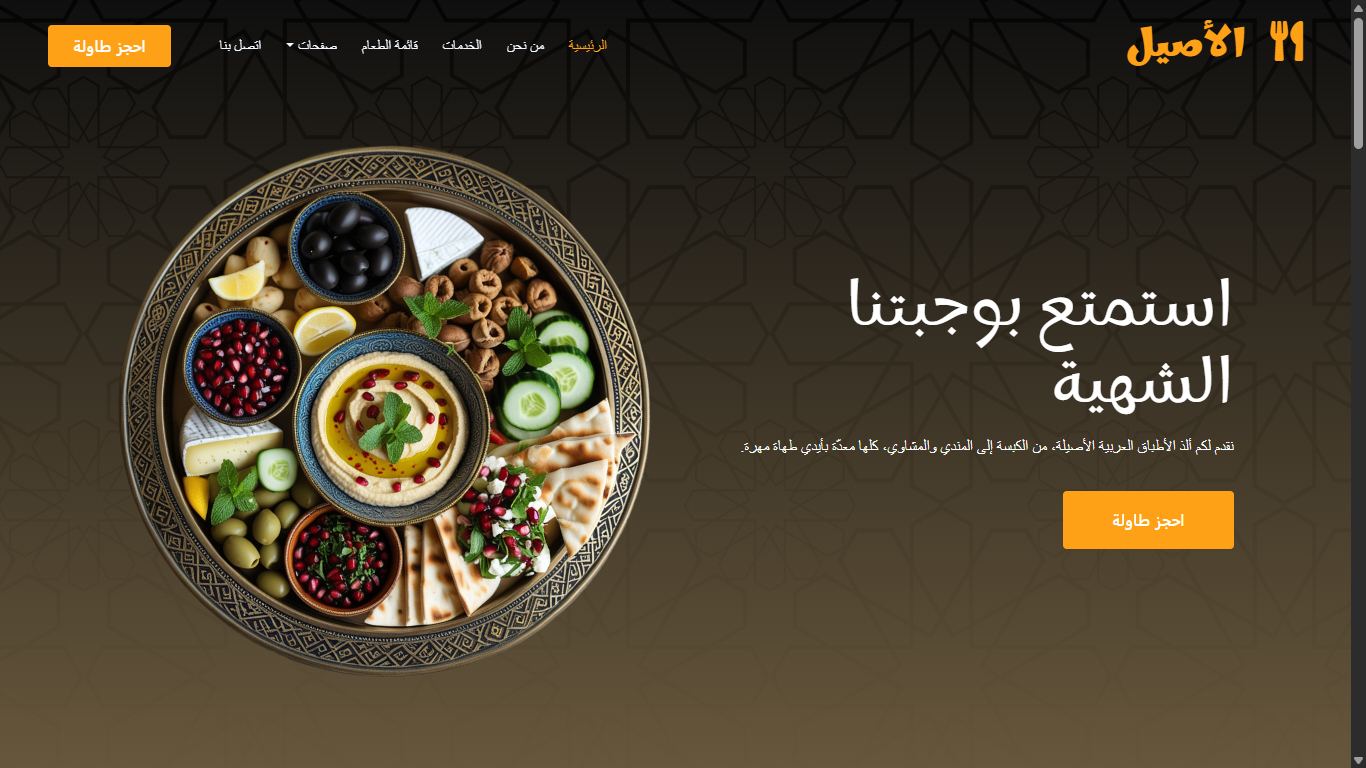 الأصيل
الرئيسية من نحن الخدمات قائمة الطعام صفحات اتصل بنا
احجز طاولة
استمتع بوجبتنا
الشهية
نقدم لكم ألذ الأطباق العربية الأصيلة، من الكبسة إلى المندي والمشاوي، كلها معدّة بأيدي طهاة مهرة.
احجز طاولة